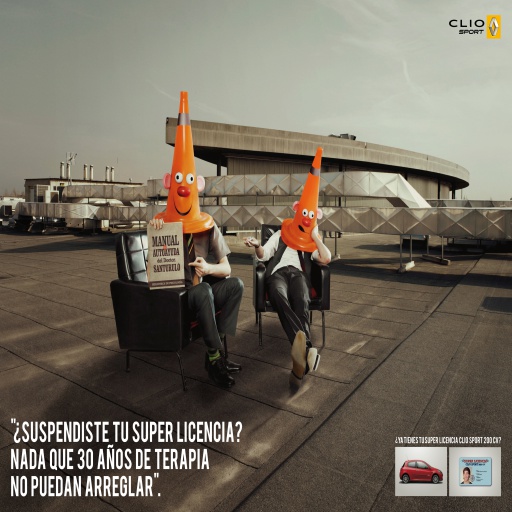 CLIO
SPORT
MANUAL
AUTOAYUDA
del Doctor
SANTURILO
"¿SUSPENDISTE TU SUPER LICENCIA?
NADA QUE 30 AÑOS DE TERAPIA
NO PUEDAN ARREGLAR".
¿YA TIENES TU SUPER LICENCIA CLIO SPORT 200 CV?